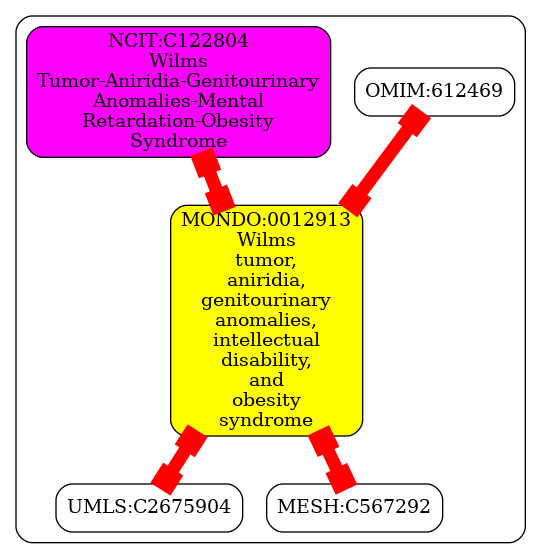 NCIT:C122804
Wilms
Tumor-Aniridia-Genitourinary
Anomalies-Mental
Retardation-Obesity
Syndrome
OMIM:612469
MONDO:0012913
Wilms
tumor,
aniridia,
genitourinary
anomalies,
intellectual
disability,
and
obesity
syndrome
UMLS:C2675904
MESH:C567292